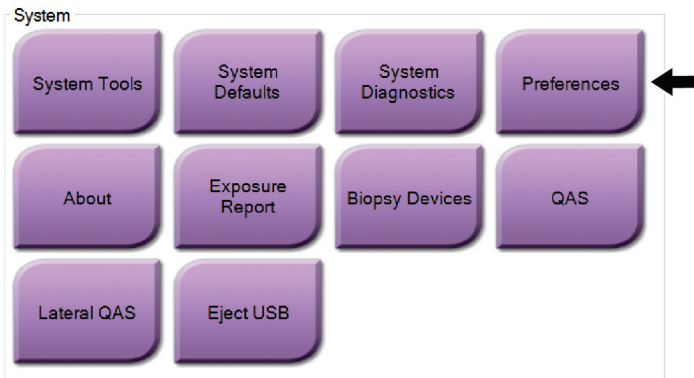 System
System Tools
System
Defaults
System
Diagnostics
Preferences
About
Exposure
Report
Biopsy Devices
QAS
Lateral QAS
Eject USB